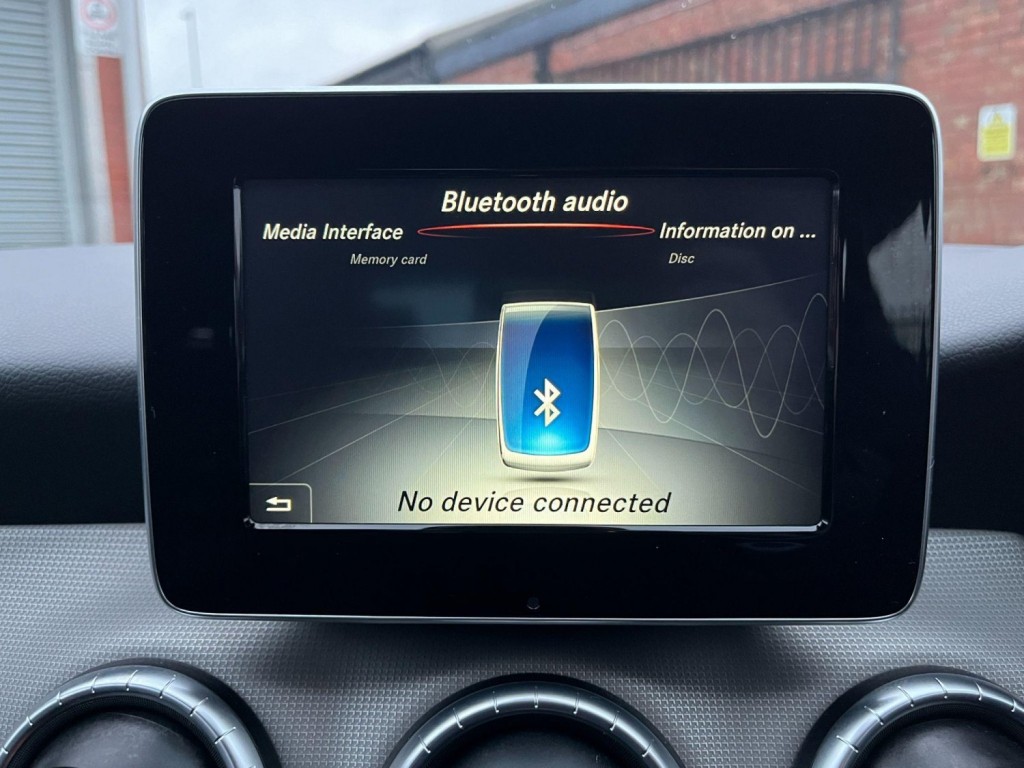 Bluetooth audio
Media Interface
Information on ...
Memory card
Disc
No device connected